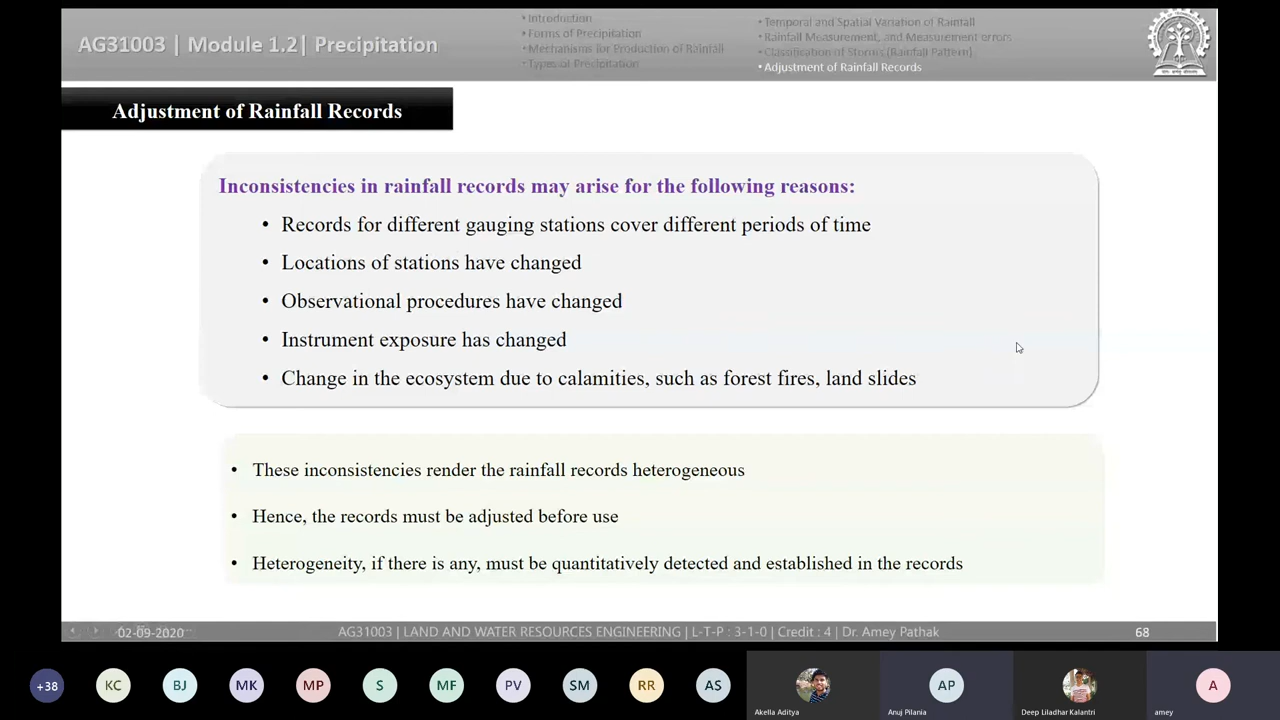 AG31003 | Module 1.2| Precipitation
• Introduction
• Forms of Precipitation
• Mechanisms for Production of Rainfall
• Types of Precipitation
• Temporal and Spatial Variation of Rainfall
• Rainfall Measurement, and Measurement errors
• Classification of Storms (Rainfall Pattern)
• Adjustment of Rainfall Records
Adjustment of Rainfall Records
Inconsistencies in rainfall records may arise for the following reasons:
• Records for different gauging stations cover different periods of time
• Locations of stations have changed
• Observational procedures have changed
• Instrument exposure has changed
• Change in the ecosystem due to calamities, such as forest fires, land slides
• These inconsistencies render the rainfall records heterogeneous
• Hence, the records must be adjusted before use
• Heterogeneity, if there is any, must be quantitatively detected and established in the records
02-09-2020
AG31003 | LAND AND WATER RESOURCES ENGINEERING | L-T-P : 3-1-0 | Credit : 4 | Dr. Amey Pathak
68
+38
KC
BJ
MK
MP
S
MF
PV
SM
RR
AS
AP
A
Akella Aditya
Anuj Pilania
Deep Liladhar Kalantri
amey